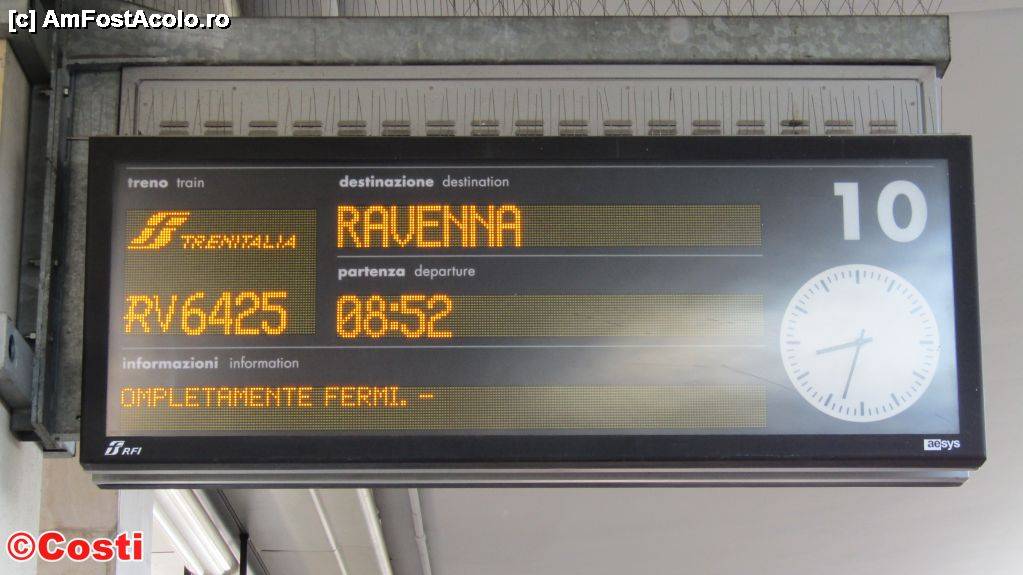 [c] AmFostAcolo.ro
treno train
destinazione destination
10
TRENITALIA
RAVENNA
partenza departure
RV6425
08:52
informazioni information
OMPLETAMENTE FERMI. -
RFI
aesys
©Costi